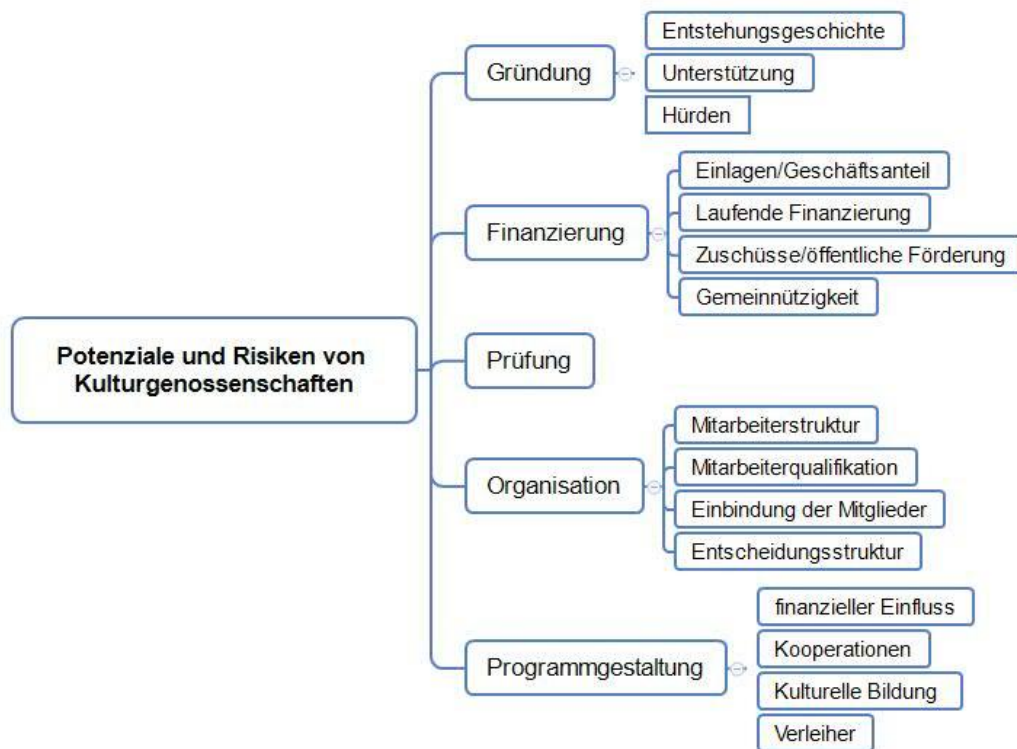 Potenziale und Risiken von
Kulturgenossenschaften
Gründung
Entstehungsgeschichte
Unterstützung
Hürden
Finanzierung
Einlagen/Geschäftsanteil
Laufende Finanzierung
Zuschüsse/öffentliche Förderung
Gemeinnützigkeit
Prüfung
Organisation
Mitarbeiterstruktur
Mitarbeiterqualifikation
Einbindung der Mitglieder
Entscheidungsstruktur
Programmgestaltung
finanzieller Einfluss
Kooperationen
Kulturelle Bildung
Verleiher